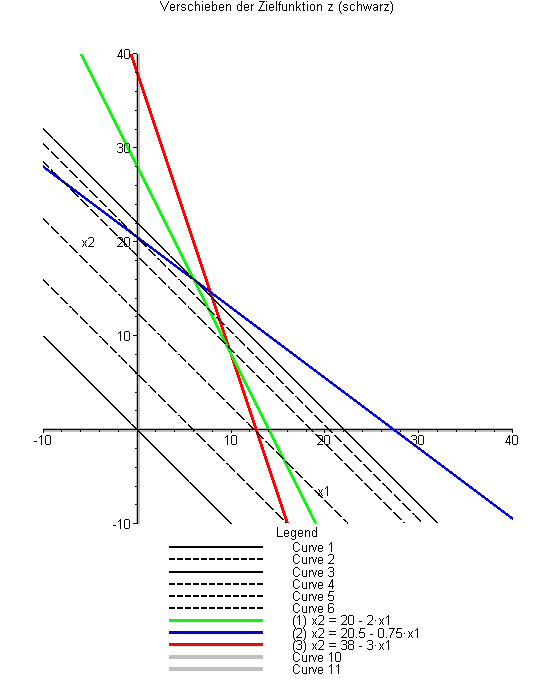 Verschieben der Zielfunktion z (schwarz)
40
30
x2
20
10
-10
10
20
30
40
x1
-10
Legend
Curve 1
Curve 2
Curve 3
Curve 4
Curve 5
Curve 6
(1) x2 = 20 - 2·x1
(2) x2 = 20.5 - 0.75·x1
(3) x2 = 38 - 3·x1
Curve 10
Curve 11